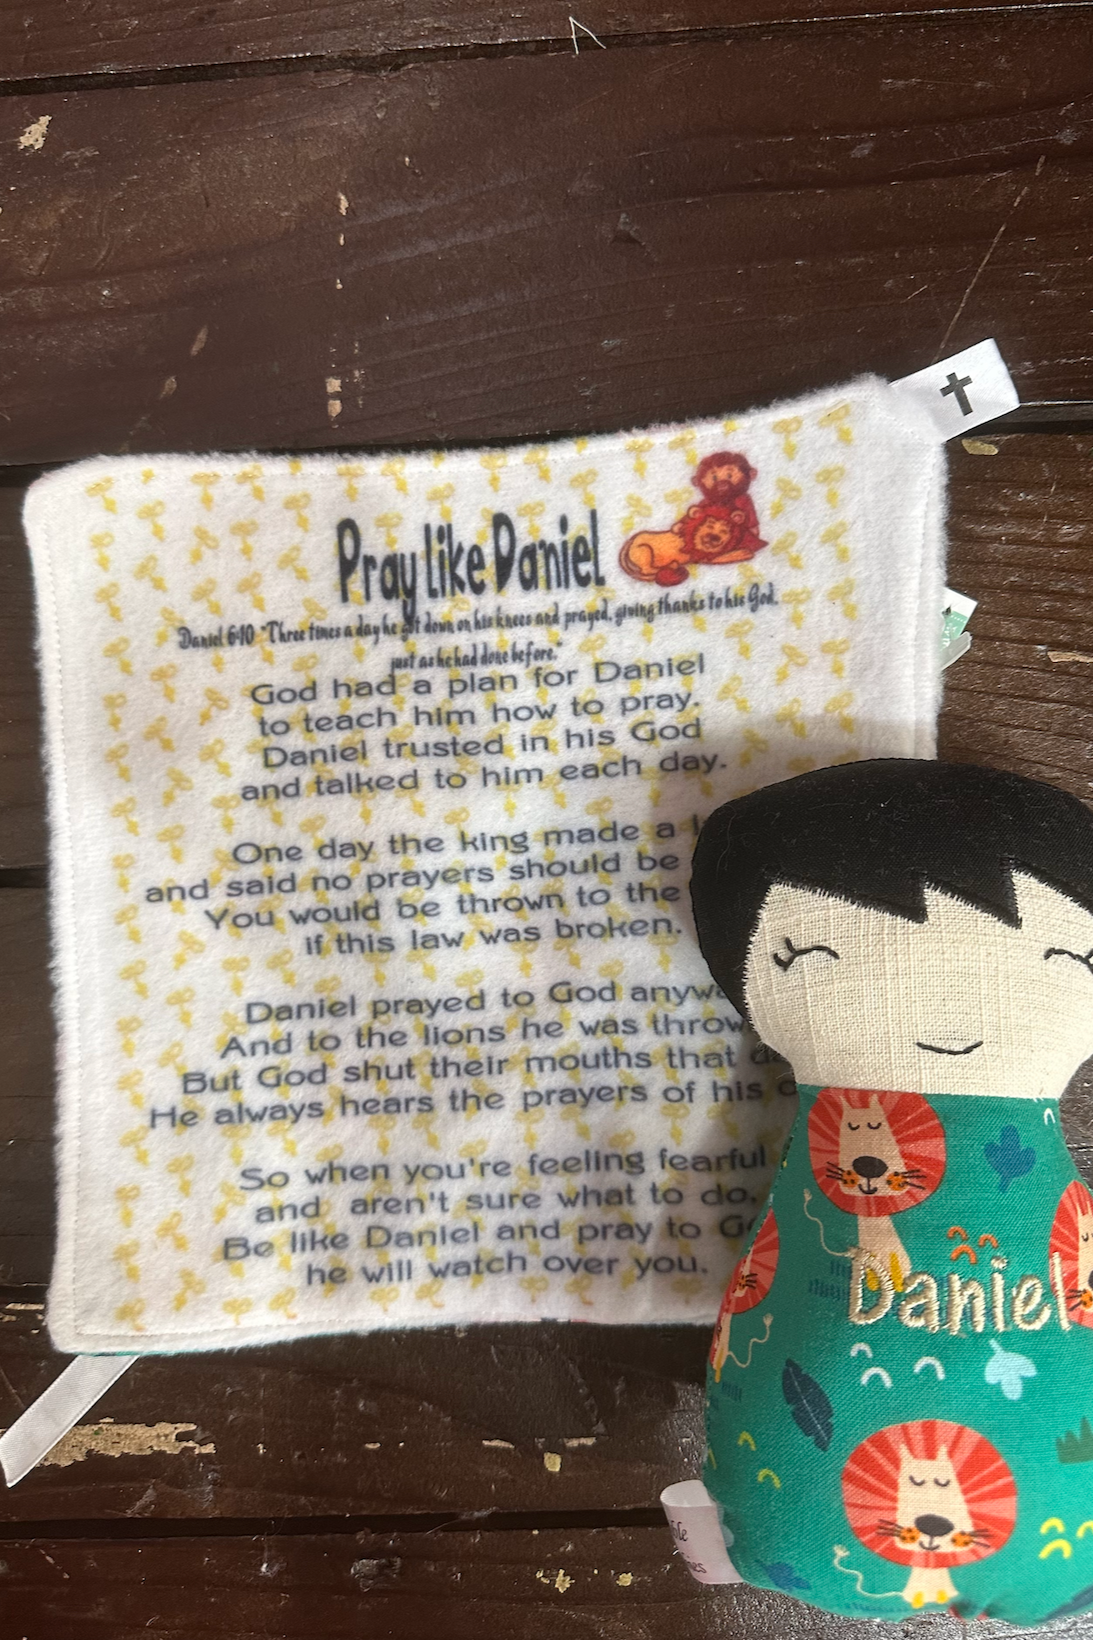 Pray like Daniel
Daniel 6:10 "Three times a day he got down on his knees and prayed, giving thanks to his God,
just as he had done before."
God had a plan for Daniel
to teach him how to pray.
Daniel trusted in his God
and talked to him each day.
One day the king made a
and said no prayers should be
You would be thrown to the
if this law was broken.
Daniel prayed to God
And to the lions he was
But God shut their mouths that
He always hears the prayers of his
So when you're feeling fearful
and aren't sure what to do.
Be like Daniel and pray to
he will watch over you.
Daniel